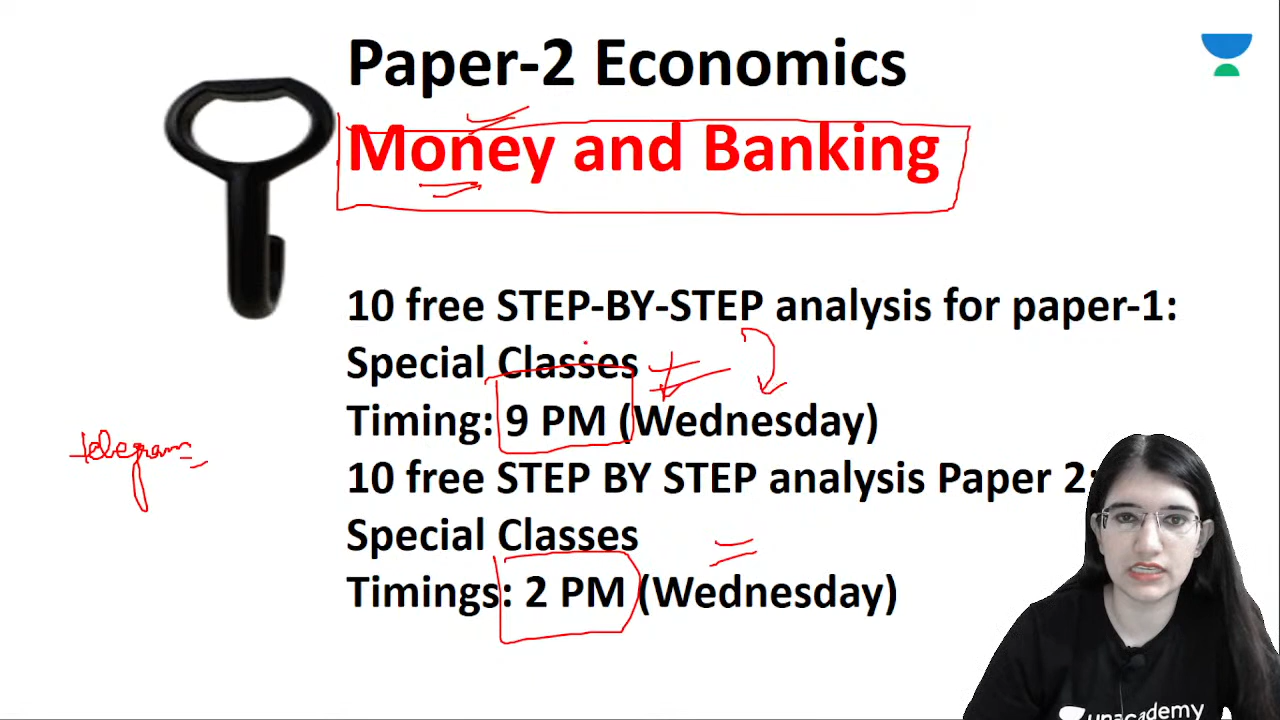 Paper-2 Economics
Money and Banking
10 free STEP-BY-STEP analysis for paper-1:
Special Classes
Timing: 9 PM (Wednesday)
telegram
10 free STEP BY STEP analysis Paper 2:
Special Classes
Timings: 2 PM (Wednesday)
unacademy